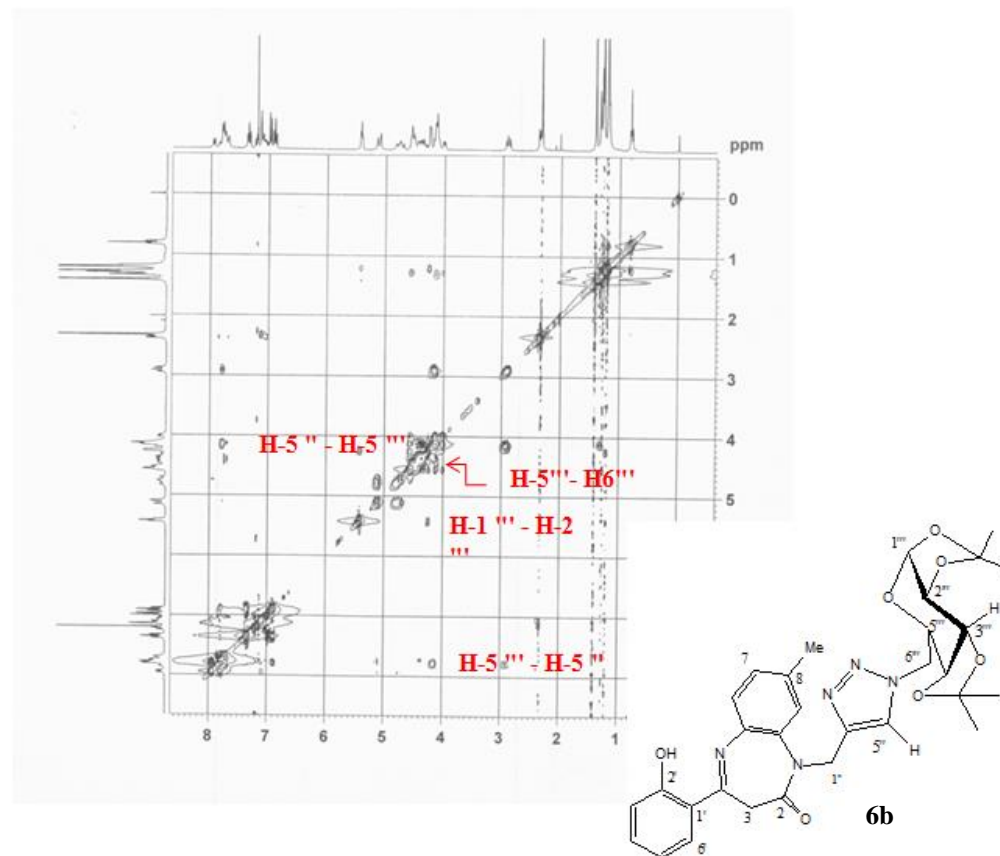 ppm
0
1
2
3
4
5
8 7 6 5 4 3 2 1
H-5 '' - H-5 '''
H-5'''- H6'''
H-1 ''' - H-2
'''
H-5 ''' - H-5 ''
1'''
O
O
O
2'''
O
5'''
H
3'''
6'''
O
O
Me
7
8
N
N
N
5''
H
OH
N
N
1''
2'
2
O
1'
3
6'
6b